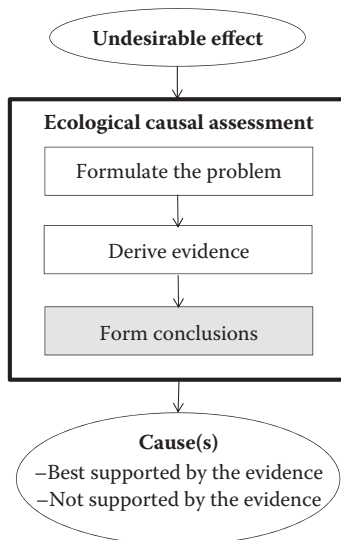 Undesirable effect
Ecological causal assessment
Formulate the problem
Derive evidence
Form conclusions
Cause(s)
–Best supported by the evidence
–Not supported by the evidence